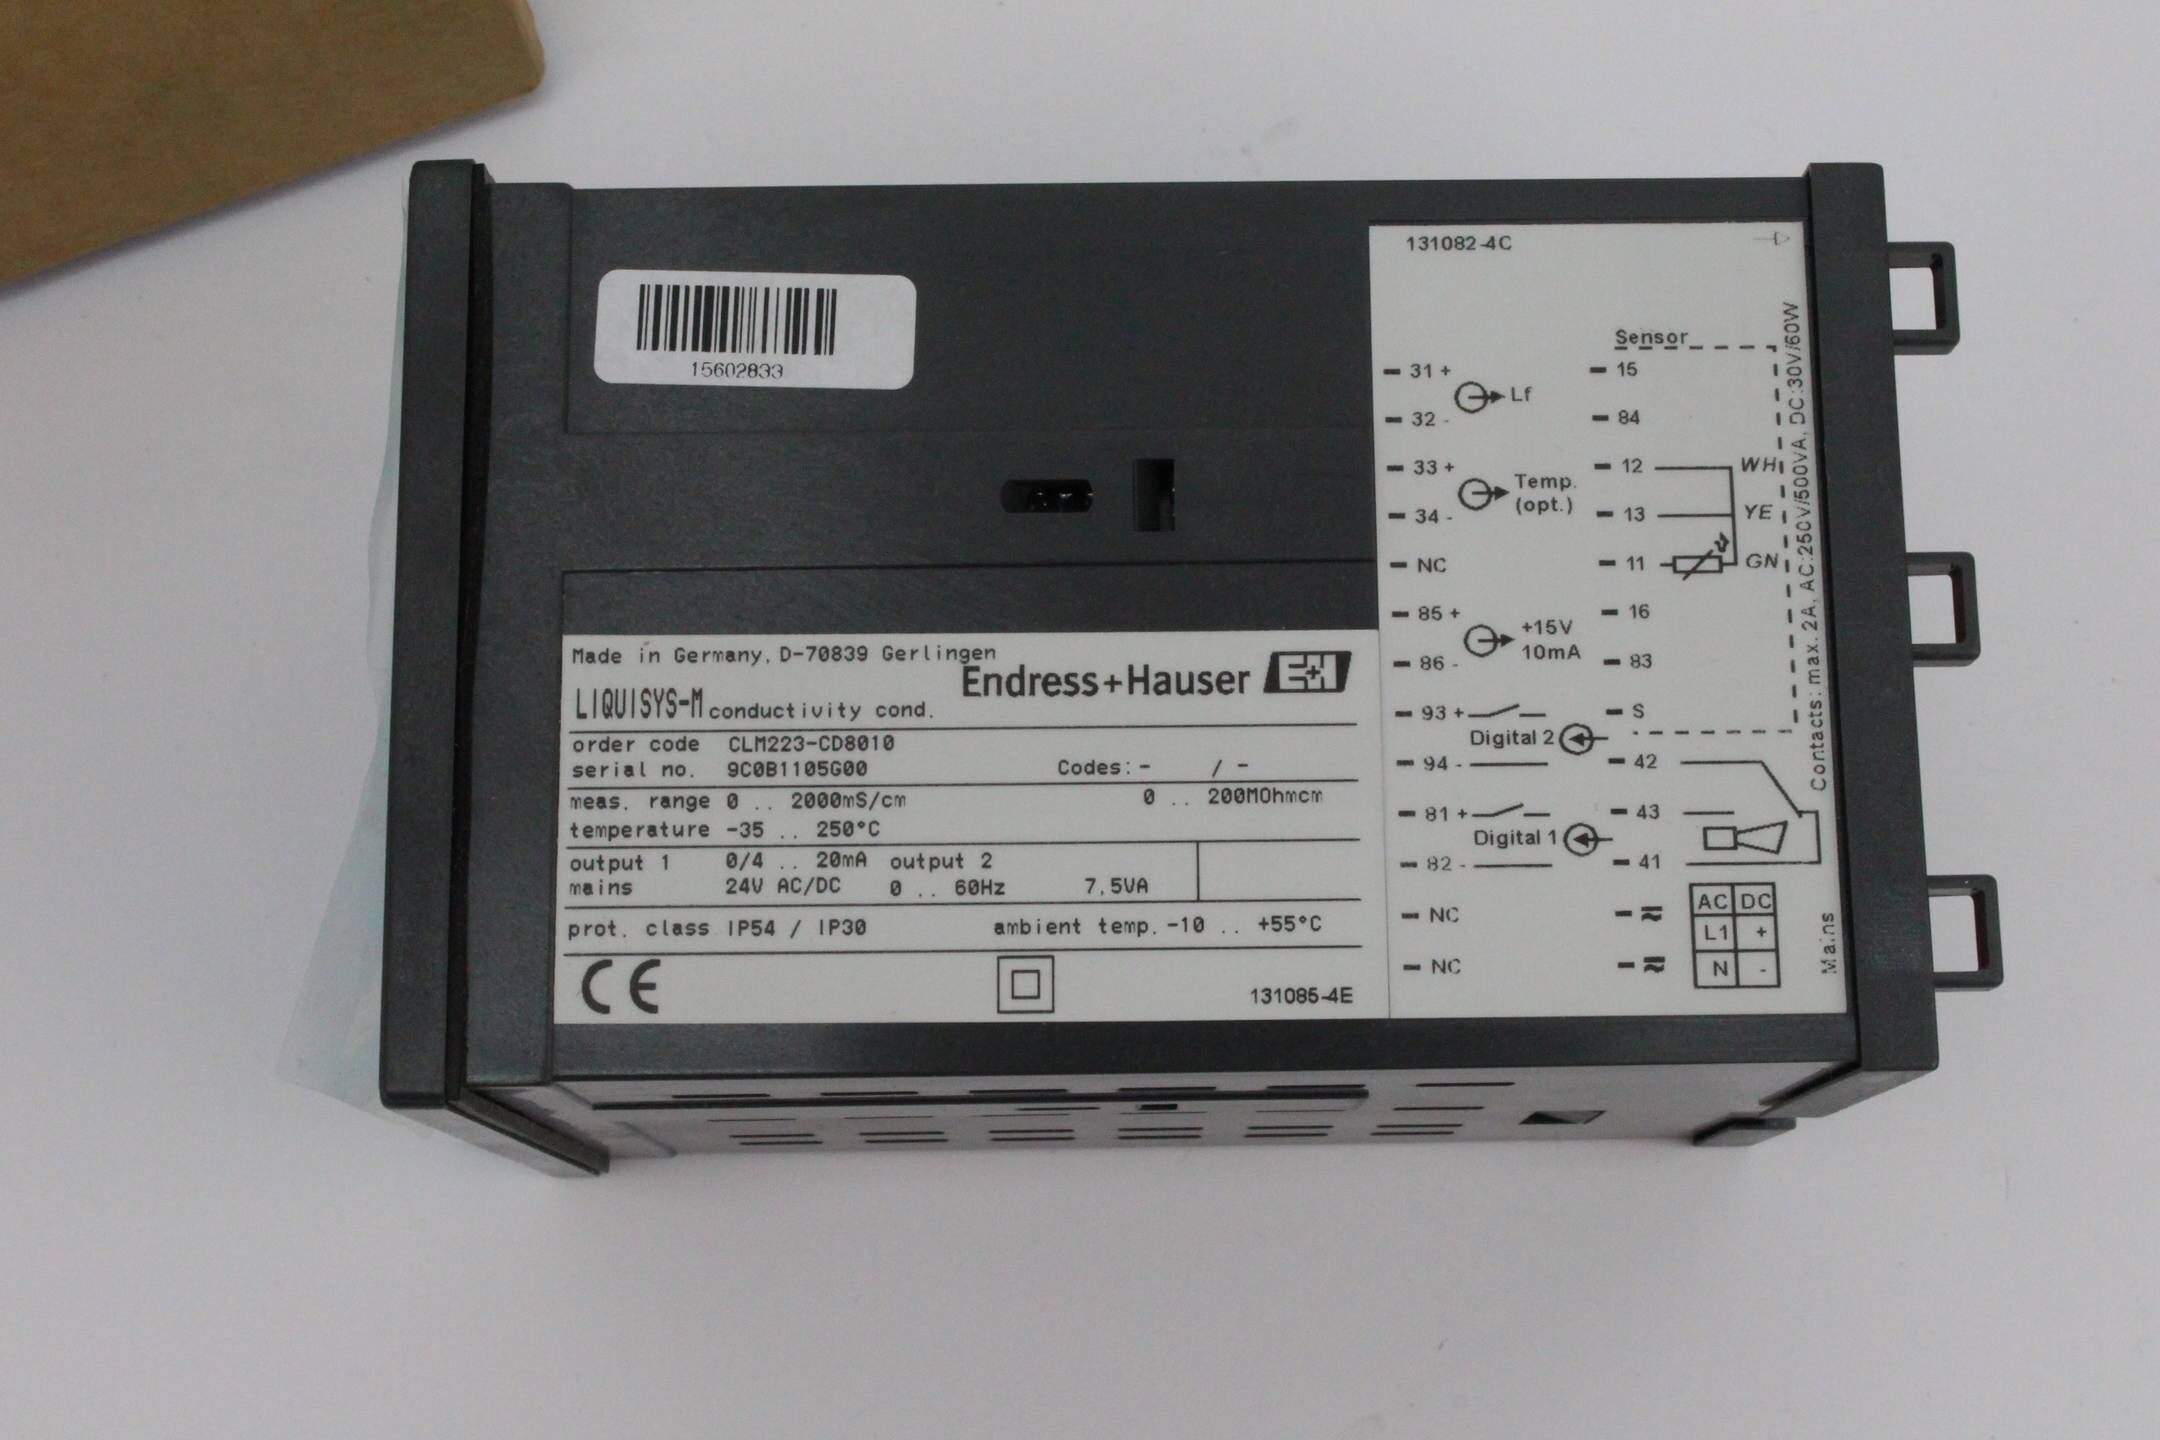 15602833
Made in Germany, D-70839 Gerlingen
Endress+Hauser E+H
LIQUISYS-M conductivity cond.
order code CLM223-CD8010
serial no. 9C0B1105G00 Codes: - / -
meas. range 0 .. 2000mS/cm 0 .. 200MOhmcm
temperature -35 .. 250°C
output 1 0/4 .. 20mA output 2
mains 24V AC/DC 0 .. 60Hz 7,5VA
prot. class IP54 / IP30 ambient temp. -10 .. +55°C
CE
131085-4E
131082-4C
Sensor
31 + 15
Lf
32 - 84
33 + 12 WH
Temp.
(opt.)
34 - 13 YE
NC 11 GN
85 + 16
+15V
10mA
86 - 83
93 + S
Digital 2
94 - 42
81 + 43
Digital 1
82 - 41
NC
NC
AC DC
L1 +
N -
Mains
Contacts: max. 2A, AC:250V/500VA, DC:30V/60W